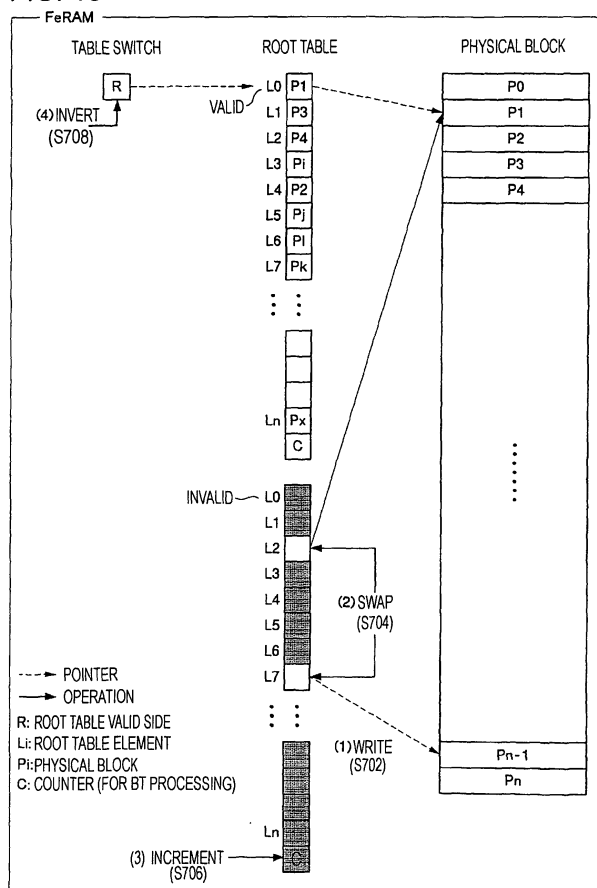 FeRAM
TABLE SWITCH
ROOT TABLE
PHYSICAL BLOCK
R
(4) INVERT
(S708)
VALID
L0 P1
L1 P3
L2 P4
L3 Pi
L4 P2
L5 Pj
L6 Pl
L7 Pk
Ln Px
C
P0
P1
P2
P3
P4
INVALID
L0
L1
L2
L3
L4
L5
L6
L7
(2) SWAP
(S704)
(1) WRITE
(S702)
Pn-1
Pn
Ln
C
(3) INCREMENT
(S706)
POINTER
OPERATION
R: ROOT TABLE VALID SIDE
Li: ROOT TABLE ELEMENT
Pi:PHYSICAL BLOCK
C: COUNTER (FOR BT PROCESSING)